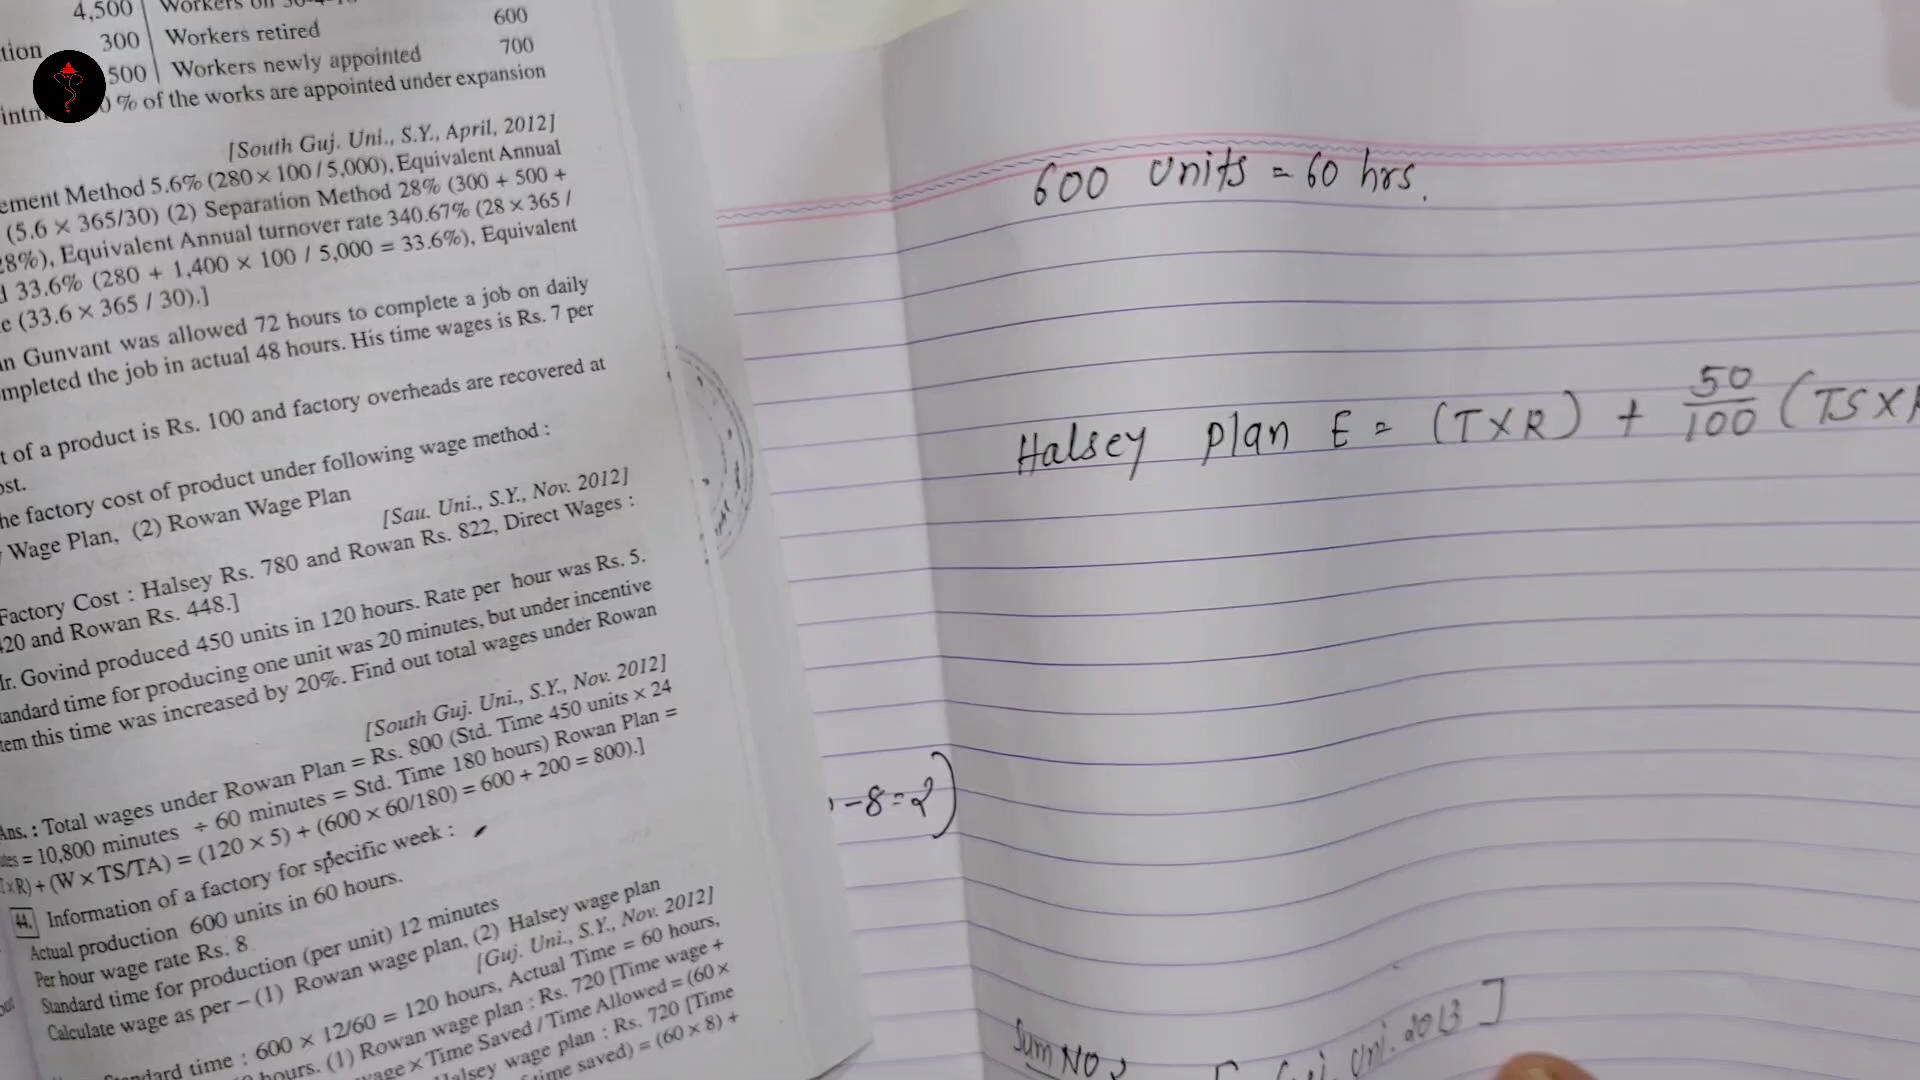 4,500 Workers on
tion 300 Workers retired 600
500 Workers newly appointed 700
% of the works are appointed under expansion
[South Guj. Uni., S.Y., April, 2012]
ement Method 5.6% (280 × 100 / 5,000), Equivalent Annual
(5.6 × 365/30) (2) Separation Method 28% (300 + 500 +
28%), Equivalent Annual turnover rate 340.67% (28 × 365 /
33.6% (280 + 1,400 × 100 / 5,000 = 33.6%), Equivalent
e (33.6 × 365 / 30).]
n Gunvant was allowed 72 hours to complete a job on daily
mpleted the job in actual 48 hours. His time wages is Rs. 7 per
t of a product is Rs. 100 and factory overheads are recovered at
ost.
he factory cost of product under following wage method :
Wage Plan, (2) Rowan Wage Plan
[Sau. Uni., S.Y., Nov. 2012]
Factory Cost : Halsey Rs. 780 and Rowan Rs. 822, Direct Wages :
420 and Rowan Rs. 448.]
Mr. Govind produced 450 units in 120 hours. Rate per hour was Rs. 5.
tandard time for producing one unit was 20 minutes, but under incentive
tem this time was increased by 20%. Find out total wages under Rowan
[South Guj. Uni., S.Y., Nov. 2012]
Ans. : Total wages under Rowan Plan = Rs. 800 (Std. Time 450 units × 24
utes = 10,800 minutes ÷ 60 minutes = Std. Time 180 hours) Rowan Plan =
T×R) + (W × TS/TA) = (120 × 5) + (600 × 60/180) = 600 + 200 = 800).]
44. Information of a factory for specific week :
Actual production 600 units in 60 hours.
Per hour wage rate Rs. 8
Standard time for production (per unit) 12 minutes
Calculate wage as per – (1) Rowan wage plan, (2) Halsey wage plan
[Guj. Uni., S.Y., Nov. 2012]
ndard time : 600 × 12/60 = 120 hours, Actual Time = 60 hours,
hours. (1) Rowan wage plan : Rs. 720 [Time wage +
wage × Time Saved / Time Allowed = (60 ×
Halsey wage plan : Rs. 720 [Time
time saved) = (60 × 8) +
600 Units = 60 hrs.
Halsey Plan E = (T X R) + 50/100 (TS X R
-8=2)
Sum No
Uni. 2013]